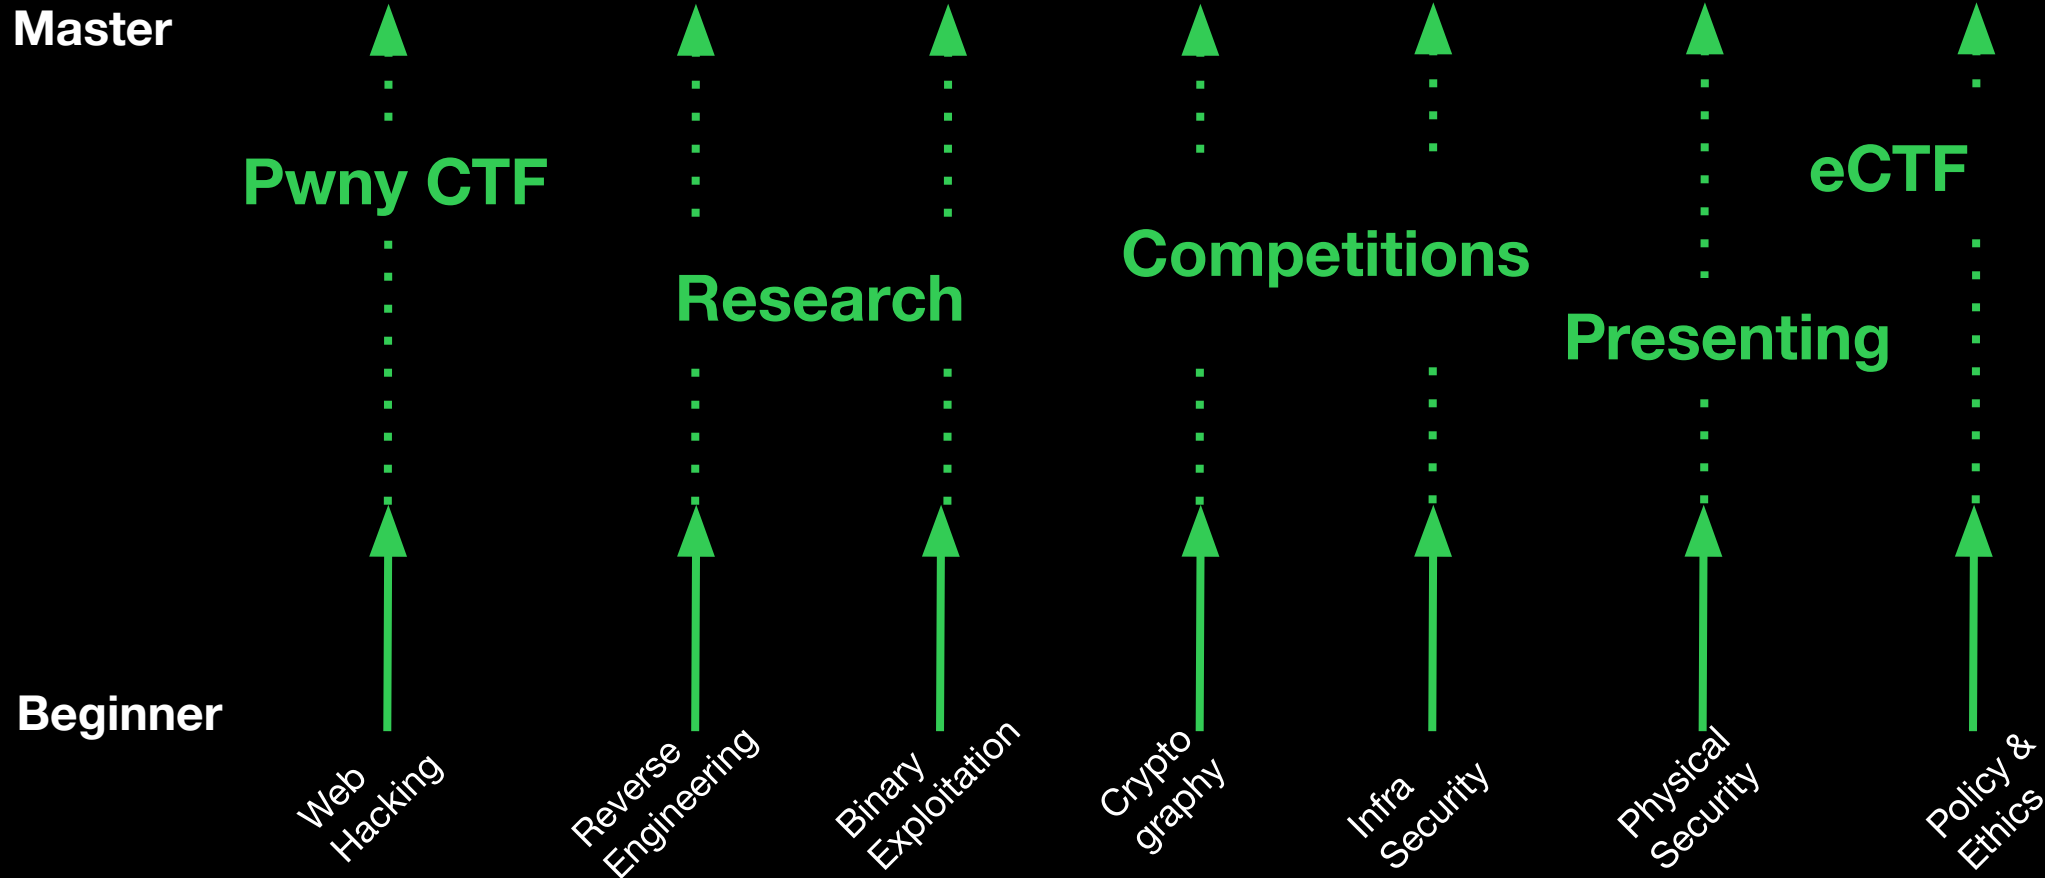 Master
Pwny CTF
eCTF
Competitions
Research
Presenting
Beginner
Web
Hacking
Reverse
Engineering
Binary
Exploitation
Crypto
graphy
Infra
Security
Physical
Security
Policy &
Ethics